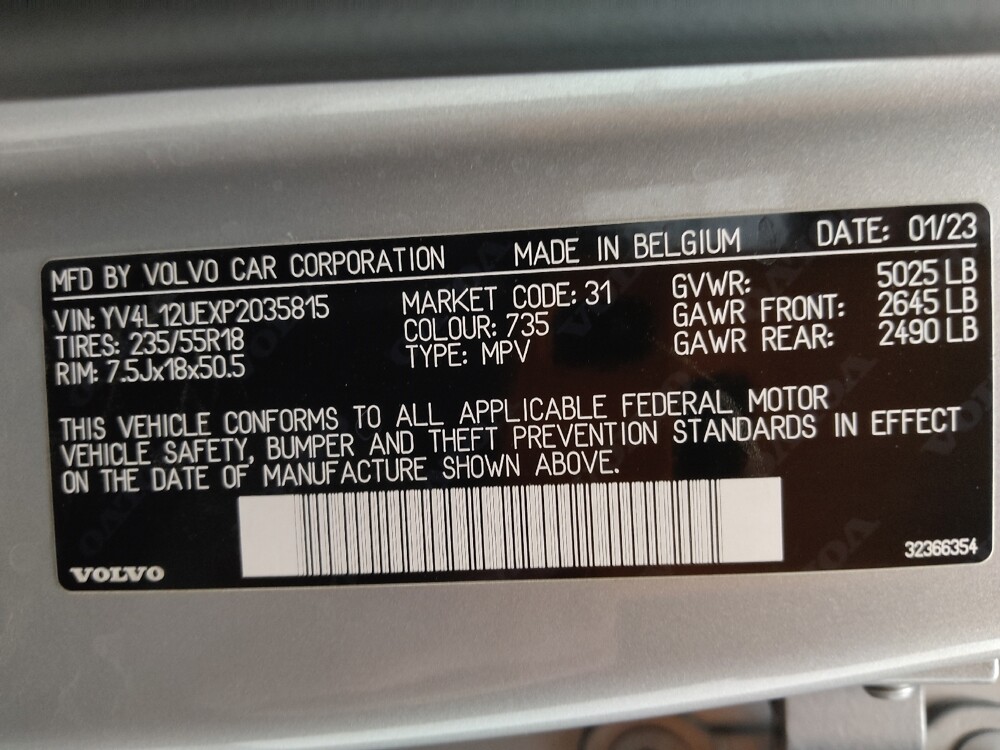 MFD BY VOLVO CAR CORPORATION MADE IN BELGIUM DATE: 01/23
VIN: YV4L12UEXP2035815 MARKET CODE: 31 GVWR: 5025 LB
TIRES: 235/55R18 COLOUR: 735 GAWR FRONT: 2645 LB
RIM: 7.5Jx18x50.5 TYPE: MPV GAWR REAR: 2490 LB
THIS VEHICLE CONFORMS TO ALL APPLICABLE FEDERAL MOTOR
VEHICLE SAFETY, BUMPER AND THEFT PREVENTION STANDARDS IN EFFECT
ON THE DATE OF MANUFACTURE SHOWN ABOVE.
VOLVO 32366354